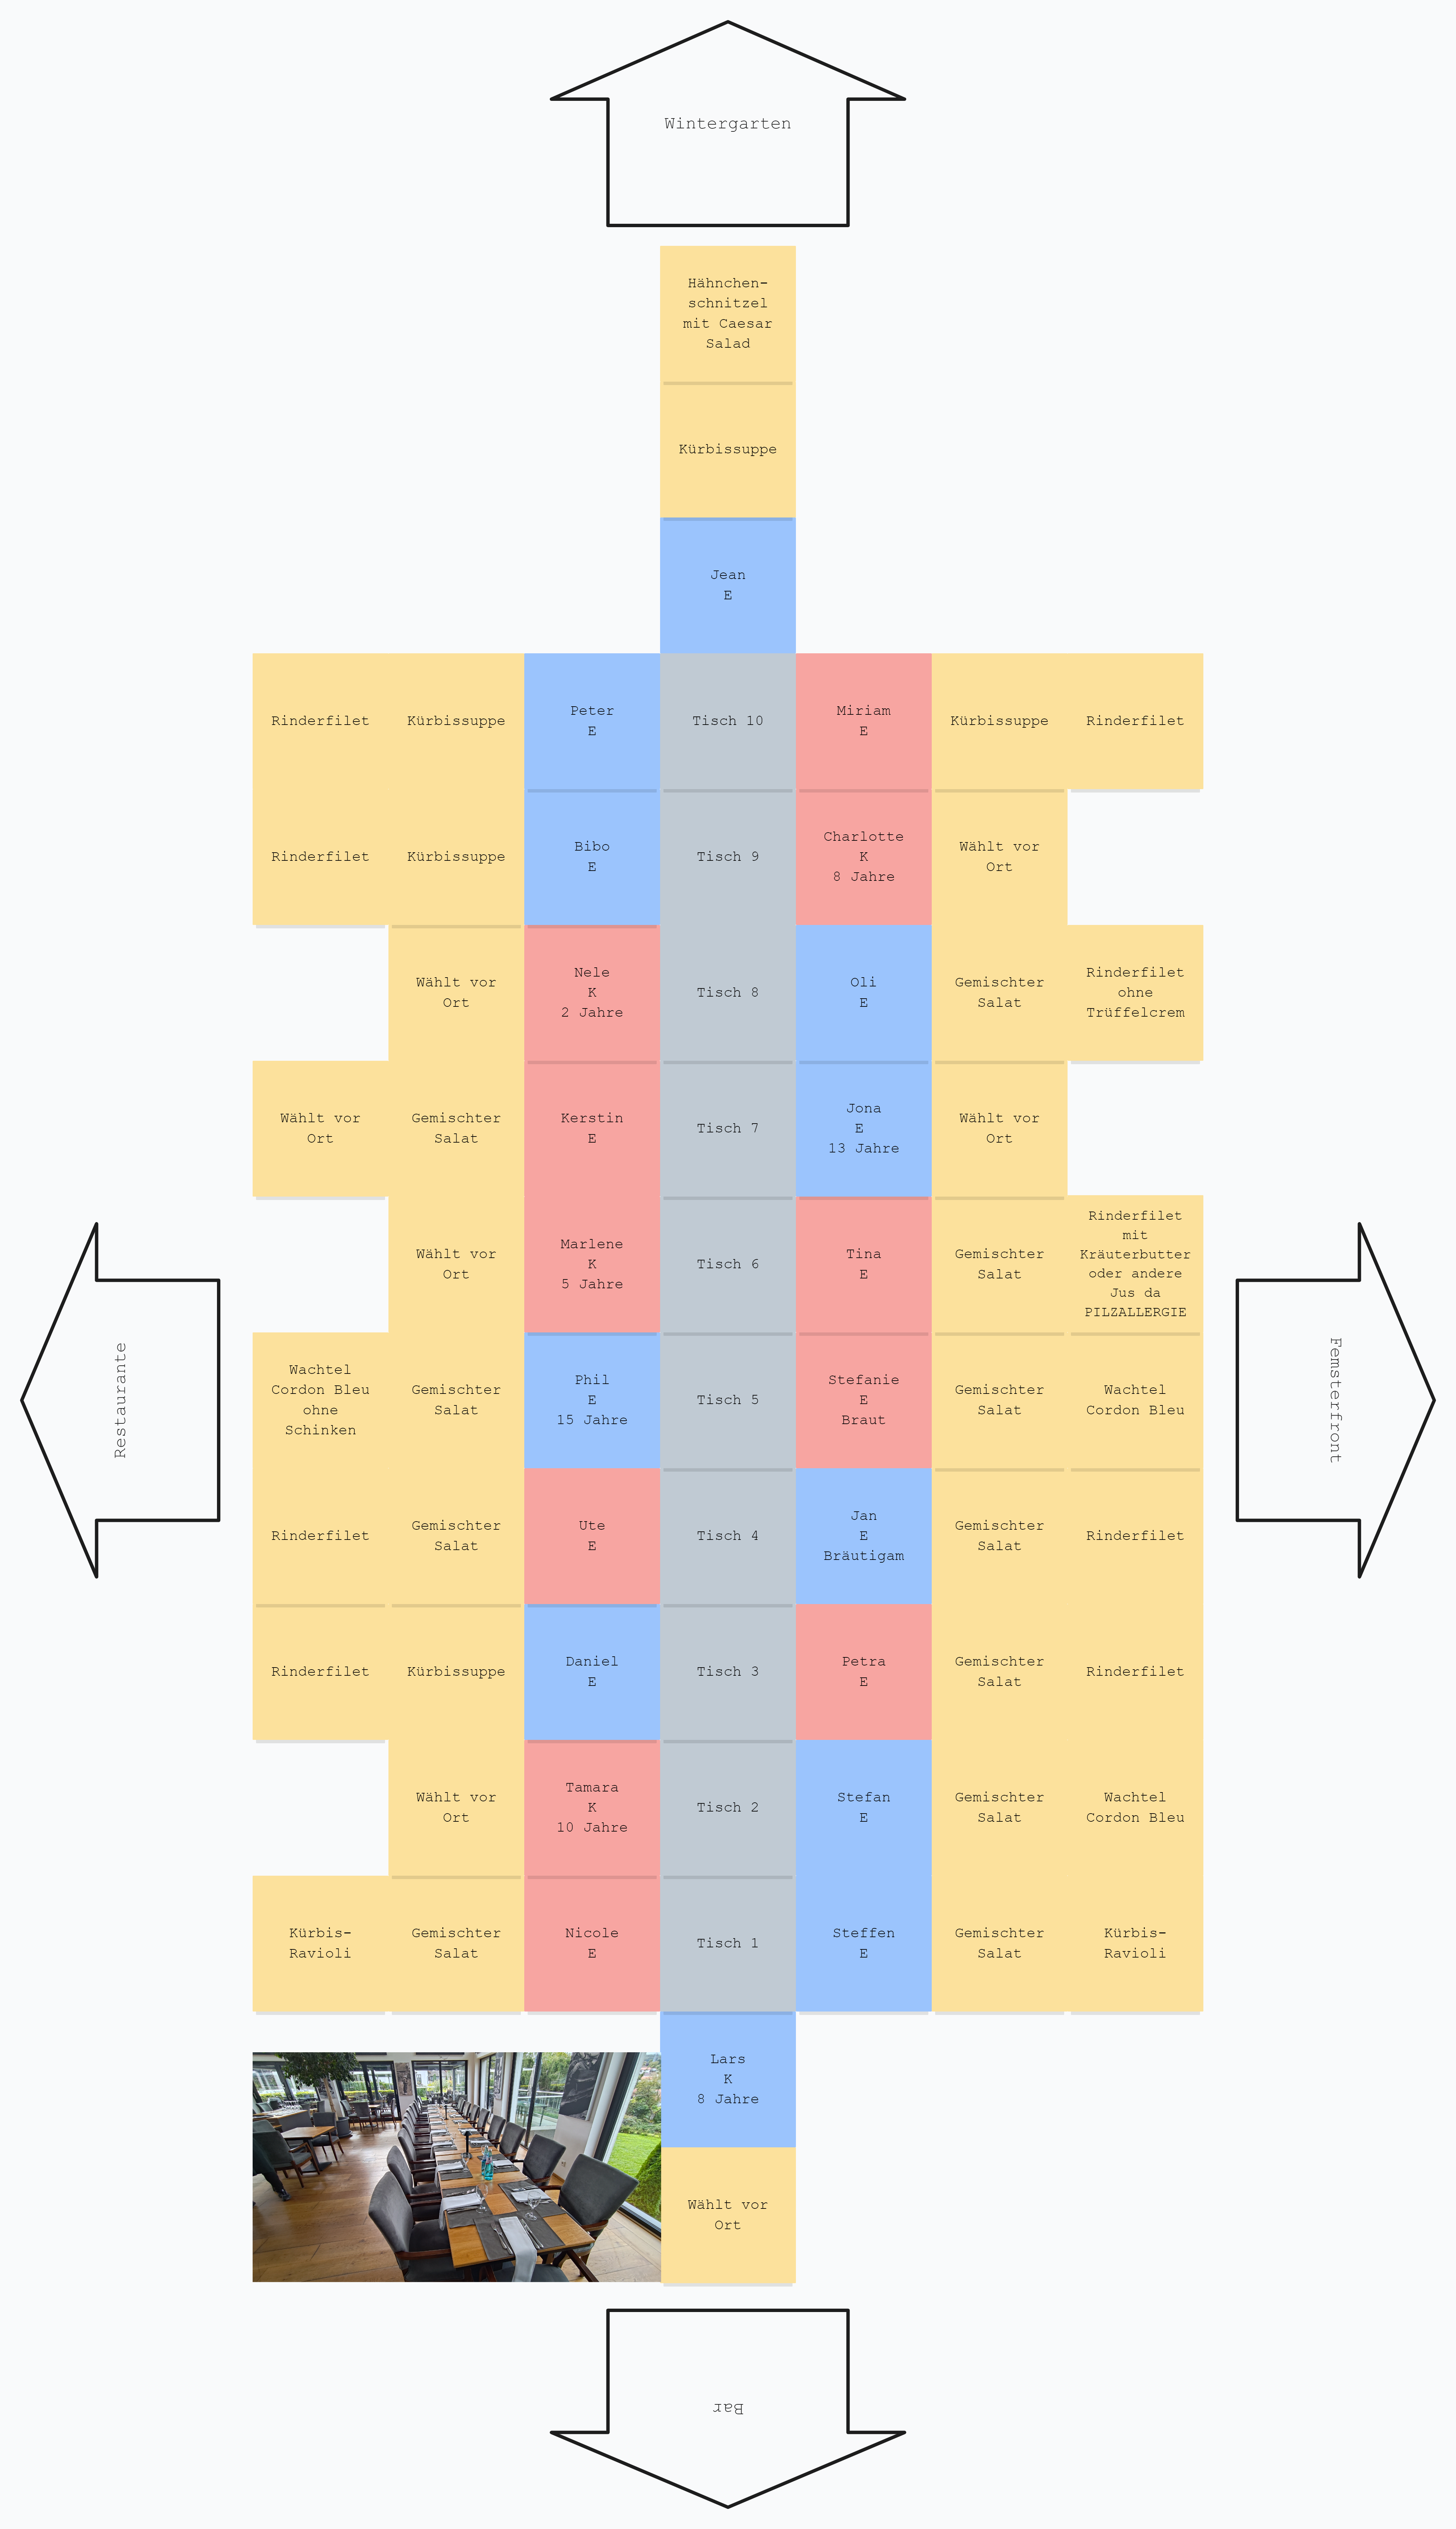 Wintergarten
Hähnchen-
schnitzel
mit Caesar
Salad
Kürbissuppe
Jean
E
Rinderfilet
Kürbissuppe
Peter
E
Tisch 10
Miriam
E
Kürbissuppe
Rinderfilet
Rinderfilet
Kürbissuppe
Bibo
E
Tisch 9
Charlotte
K
8 Jahre
Wählt vor
Ort
Wählt vor
Ort
Nele
K
2 Jahre
Tisch 8
Oli
E
Gemischter
Salat
Rinderfilet
ohne
Trüffelcrem
Wählt vor
Ort
Gemischter
Salat
Kerstin
E
Tisch 7
Jona
E
13 Jahre
Wählt vor
Ort
Wählt vor
Ort
Marlene
K
5 Jahre
Tisch 6
Tina
E
Gemischter
Salat
Rinderfilet
mit
Kräuterbutter
oder andere
Jus da
PILZALLERGIE
Restaurante
Wachtel
Cordon Bleu
ohne
Schinken
Gemischter
Salat
Phil
E
15 Jahre
Tisch 5
Stefanie
E
Braut
Gemischter
Salat
Wachtel
Cordon Bleu
Femsterfront
Rinderfilet
Gemischter
Salat
Ute
E
Tisch 4
Jan
E
Bräutigam
Gemischter
Salat
Rinderfilet
Rinderfilet
Kürbissuppe
Daniel
E
Tisch 3
Petra
E
Gemischter
Salat
Rinderfilet
Wählt vor
Ort
Tamara
K
10 Jahre
Tisch 2
Stefan
E
Gemischter
Salat
Wachtel
Cordon Bleu
Kürbis-
Ravioli
Gemischter
Salat
Nicole
E
Tisch 1
Steffen
E
Gemischter
Salat
Kürbis-
Ravioli
Lars
K
8 Jahre
Wählt vor
Ort
Bar